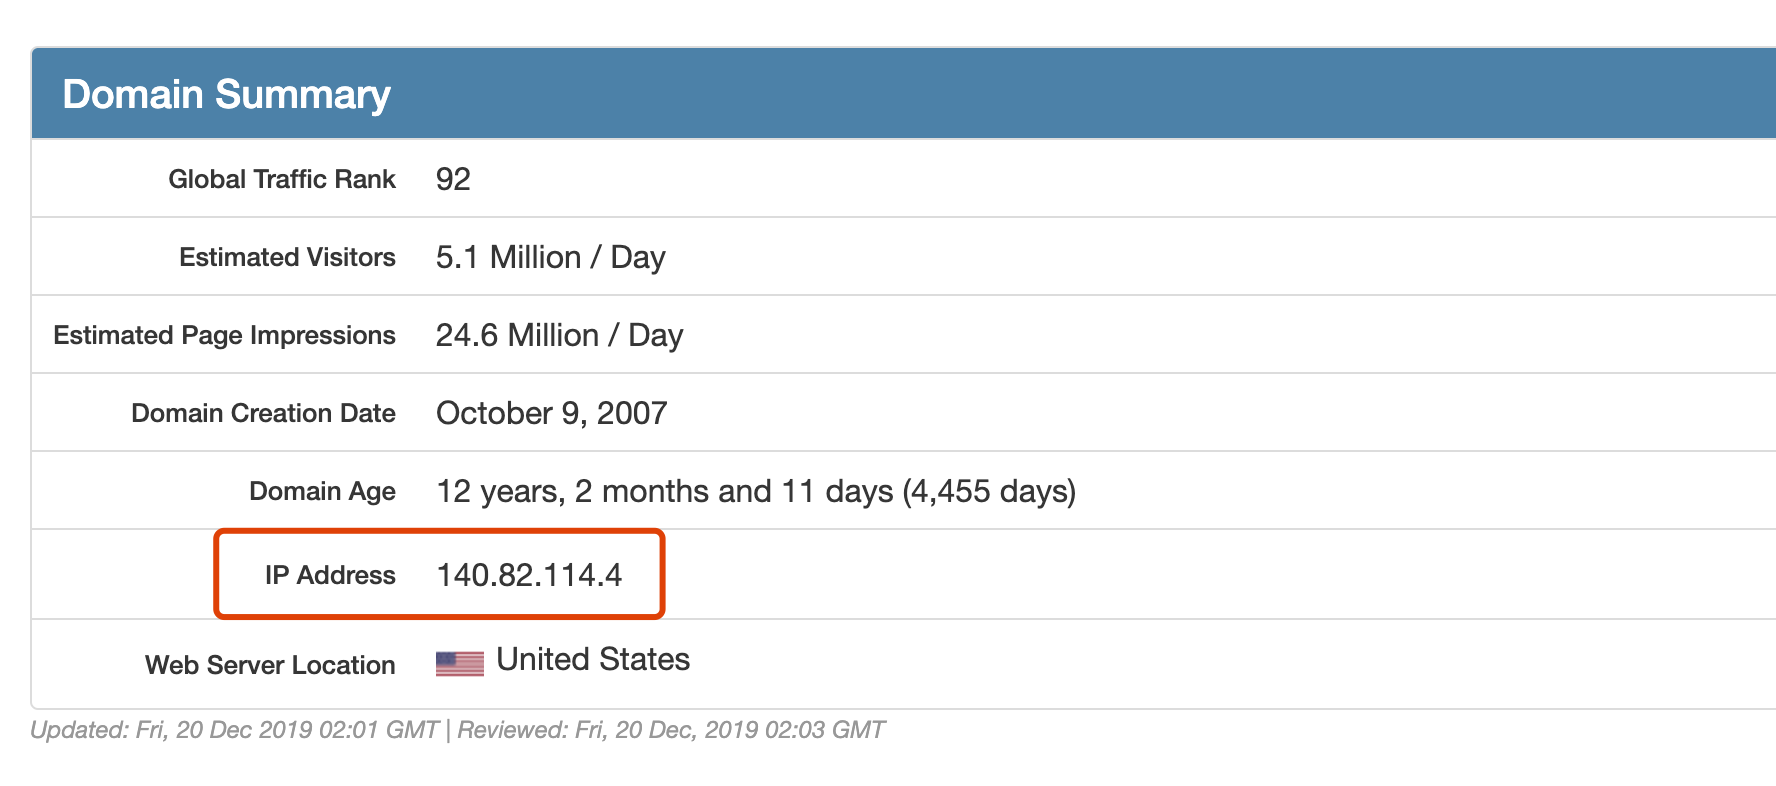 Domain Summary
Global Traffic Rank 92
Estimated Visitors 5.1 Million / Day
Estimated Page Impressions 24.6 Million / Day
Domain Creation Date October 9, 2007
Domain Age 12 years, 2 months and 11 days (4,455 days)
IP Address 140.82.114.4
Web Server Location United States
Updated: Fri, 20 Dec 2019 02:01 GMT | Reviewed: Fri, 20 Dec, 2019 02:03 GMT